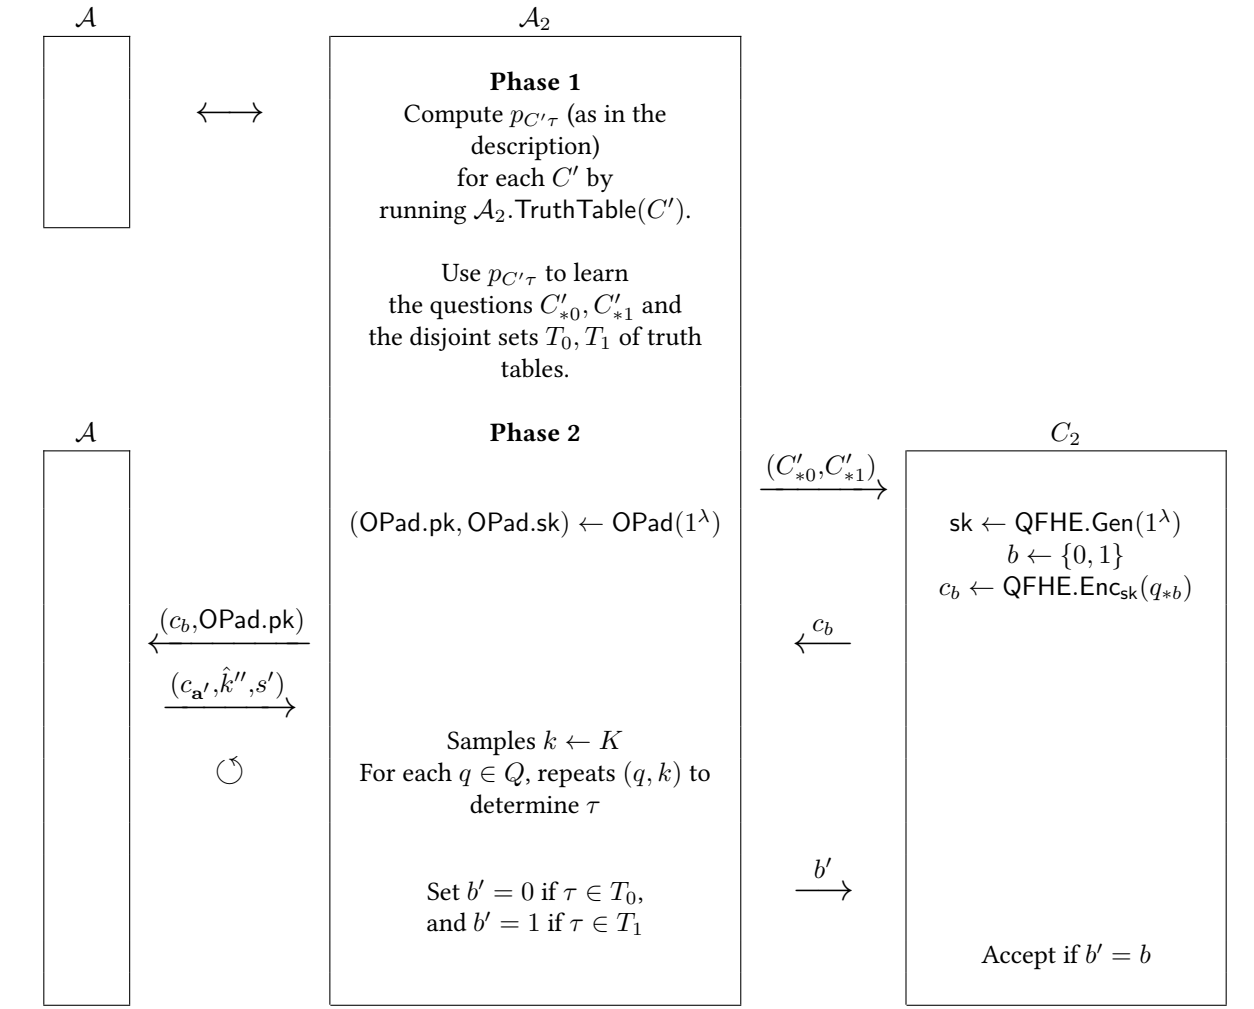 𝒜
𝒜₂
Phase 1
Compute p_{C′τ} (as in the
description)
for each C′ by
running 𝒜₂.TruthTable(C′).
Use p_{C′τ} to learn
the questions C′_{∗0}, C′_{∗1} and
the disjoint sets T₀, T₁ of truth
tables.
𝒜
Phase 2
C₂
(C′_{∗0},C′_{∗1})
(OPad.pk, OPad.sk) ← OPad(1^λ)
sk ← QFHE.Gen(1^λ)
b ← {0, 1}
c_b ← QFHE.Enc_{sk}(q_{∗b})
(c_b,OPad.pk)
c_b
(c_{𝐚′},k̂″,s′)
Samples k ← K
For each q ∈ Q, repeats (q, k) to
determine τ
b′
Set b′ = 0 if τ ∈ T₀,
and b′ = 1 if τ ∈ T₁
Accept if b′ = b